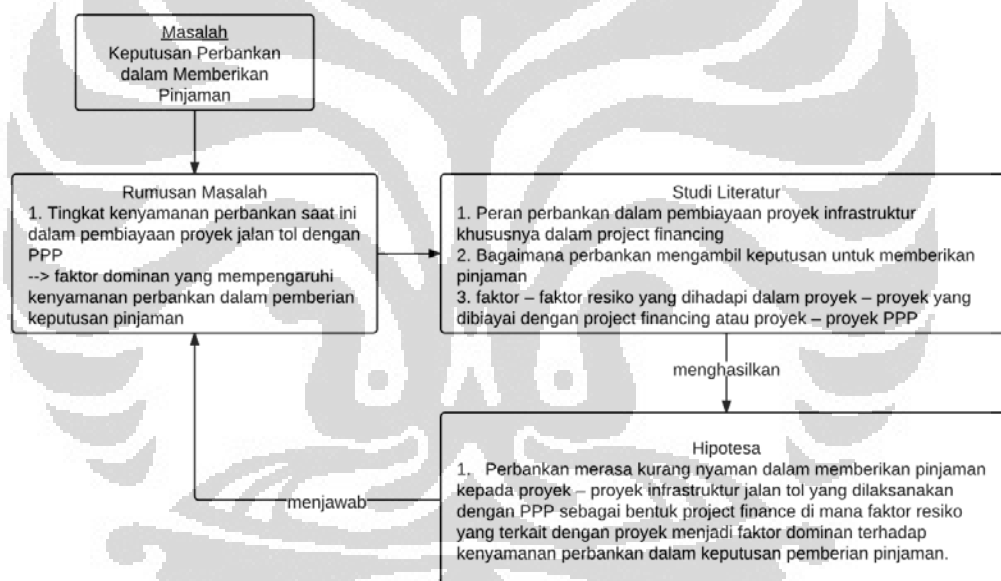 Masalah
Keputusan Perbankan
dalam Memberikan
Pinjaman
Rumusan Masalah
1. Tingkat kenyamanan perbankan saat ini
dalam pembiayaan proyek jalan tol dengan
PPP
--> faktor dominan yang mempengaruhi
kenyamanan perbankan dalam pemberian
keputusan pinjaman
Studi Literatur
1. Peran perbankan dalam pembiayaan proyek infrastruktur
khususnya dalam project financing
2. Bagaimana perbankan mengambil keputusan untuk memberikan
pinjaman
3. faktor – faktor resiko yang dihadapi dalam proyek – proyek yang
dibiayai dengan project financing atau proyek – proyek PPP
menghasilkan
Hipotesa
1. Perbankan merasa kurang nyaman dalam memberikan pinjaman
kepada proyek – proyek infrastruktur jalan tol yang dilaksanakan
dengan PPP sebagai bentuk project finance di mana faktor resiko
yang terkait dengan proyek menjadi faktor dominan terhadap
kenyamanan perbankan dalam keputusan pemberian pinjaman.
menjawab